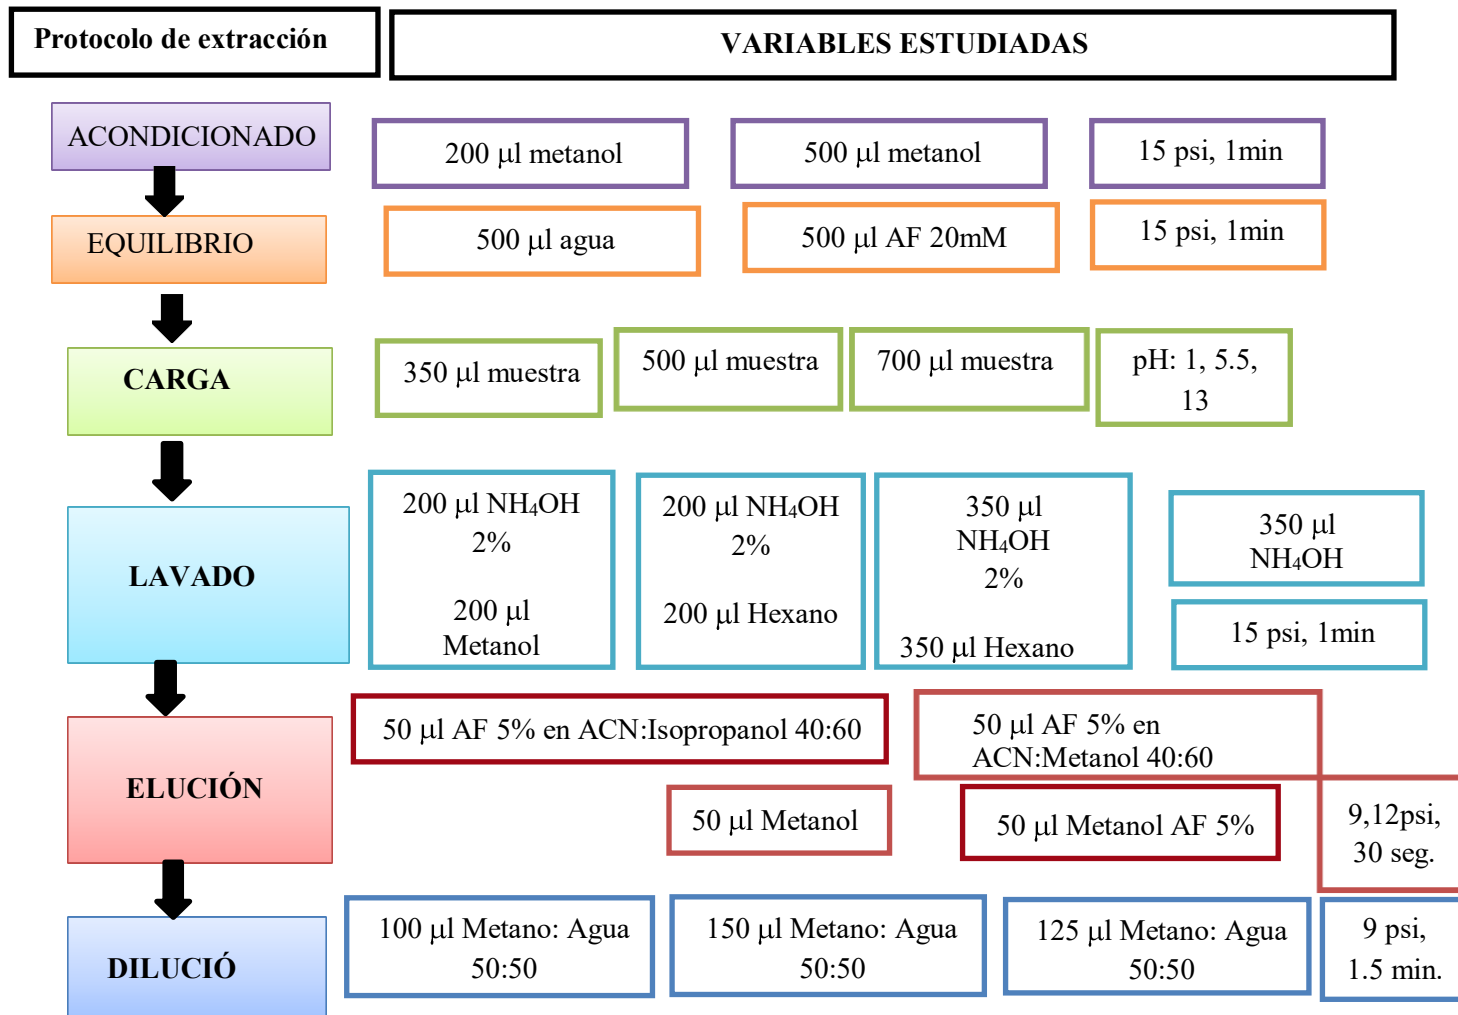 Protocolo de extracción
VARIABLES ESTUDIADAS
ACONDICIONADO
200 µl metanol
500 µl metanol
15 psi, 1min
EQUILIBRIO
500 µl agua
500 µl AF 20mM
15 psi, 1min
CARGA
350 µl muestra
500 µl muestra
700 µl muestra
pH: 1, 5.5,
13
LAVADO
200 µl NH₄OH
2%
200 µl
Metanol
200 µl NH₄OH
2%
200 µl Hexano
350 µl
NH₄OH
2%
350 µl Hexano
350 µl
NH₄OH
15 psi, 1min
ELUCIÓN
50 µl AF 5% en ACN:Isopropanol 40:60
50 µl AF 5% en
ACN:Metanol 40:60
50 µl Metanol
50 µl Metanol AF 5%
9,12psi,
30 seg.
DILUCIÓ
100 µl Metano: Agua
50:50
150 µl Metano: Agua
50:50
125 µl Metano: Agua
50:50
9 psi,
1.5 min.